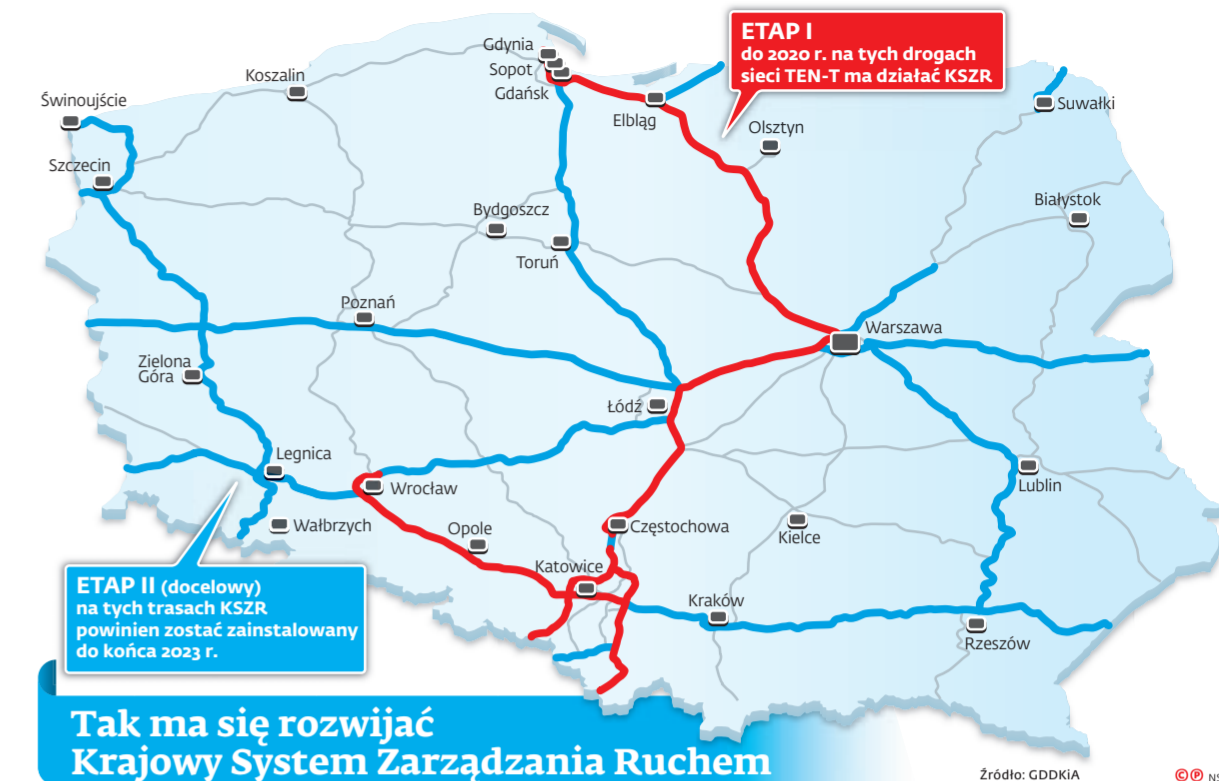 ETAP I
do 2020 r. na tych drogach
sieci TEN-T ma działać KSZR
Gdynia
Sopot
Gdańsk
Koszalin
Świnoujście
Szczecin
Elbląg
Olsztyn
Suwałki
Białystok
Bydgoszcz
Toruń
Poznań
Warszawa
Zielona
Góra
Łódź
Legnica
Wrocław
Lublin
Wałbrzych
Opole
Częstochowa
Kielce
Katowice
Kraków
Rzeszów
ETAP II (docelowy)
na tych trasach KSZR
powinien zostać zainstalowany
do końca 2023 r.
Tak ma się rozwijać
Krajowy System Zarządzania Ruchem
Źródło: GDDKiA
©℗ NS